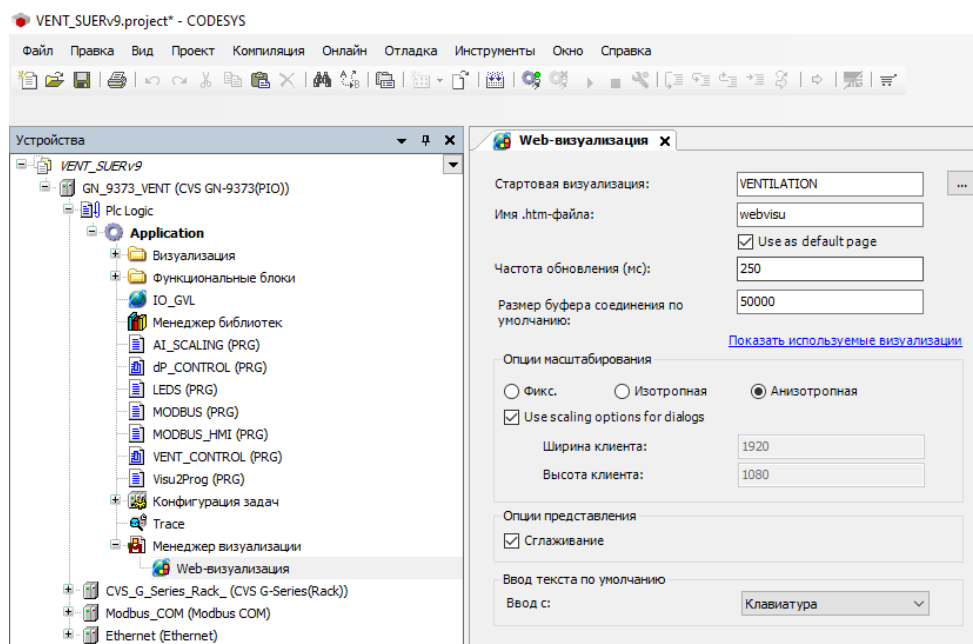 VENT_SUERv9.project* - CODESYS
Файл Правка Вид Проект Компиляция Онлайн Отладка Инструменты Окно Справка
Устройства
VENT_SUERv9
GN_9373_VENT (CVS GN-9373(PIO))
Plc Logic
Application
Визуализация
Функциональные блоки
IO_GVL
Менеджер библиотек
AI_SCALING (PRG)
dP_CONTROL (PRG)
LEDS (PRG)
MODBUS (PRG)
MODBUS_HMI (PRG)
VENT_CONTROL (PRG)
Visu2Prog (PRG)
Конфигурация задач
Trace
Менеджер визуализации
Web-визуализация
CVS_G_Series_Rack_ (CVS G-Series(Rack))
Modbus_COM (Modbus COM)
Ethernet (Ethernet)
Web-визуализация
Стартовая визуализация: VENTILATION ...
Имя .htm-файла: webvisu
Use as default page
Частота обновления (мс): 250
Размер буфера соединения по
умолчанию: 50000
Показать используемые визуализации
Опции масштабирования
Фикс. Изотропная Анизотропная
Use scaling options for dialogs
Ширина клиента: 1920
Высота клиента: 1080
Опции представления
Сглаживание
Ввод текста по умолчанию
Ввод с: Клавиатура